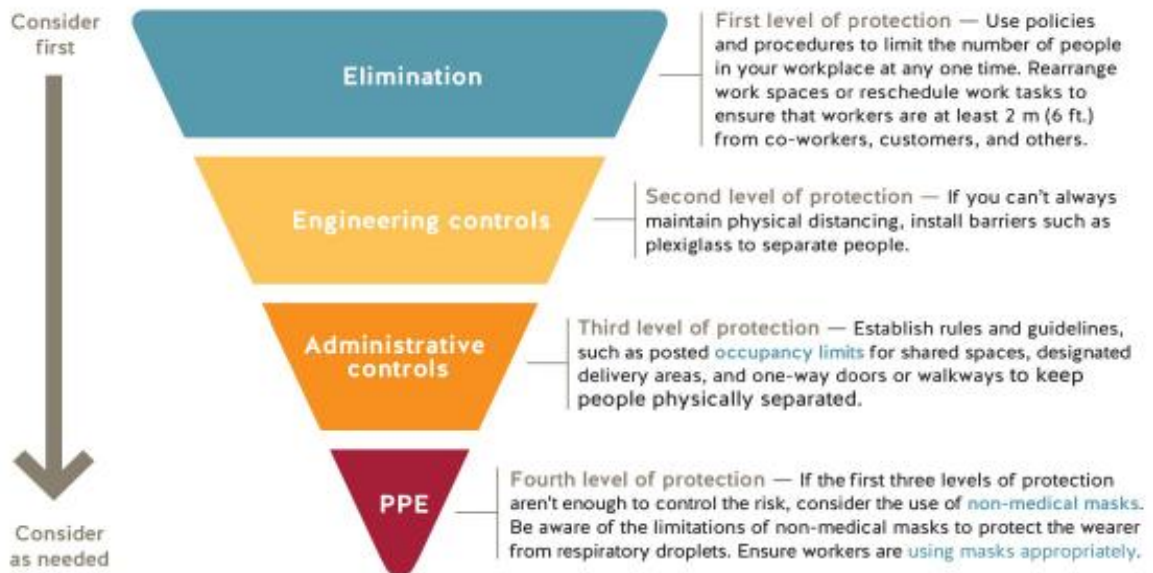 Consider
first
Elimination
First level of protection — Use policies
and procedures to limit the number of people
in your workplace at any one time. Rearrange
work spaces or reschedule work tasks to
ensure that workers are at least 2 m (6 ft.)
from co-workers, customers, and others.
Engineering controls
Second level of protection — If you can't always
maintain physical distancing, install barriers such as
plexiglass to separate people.
Administrative
controls
Third level of protection — Establish rules and guidelines,
such as posted occupancy limits for shared spaces, designated
delivery areas, and one-way doors or walkways to keep
people physically separated.
PPE
Fourth level of protection — If the first three levels of protection
aren't enough to control the risk, consider the use of non-medical masks.
Be aware of the limitations of non-medical masks to protect the wearer
from respiratory droplets. Ensure workers are using masks appropriately.
Consider
as needed